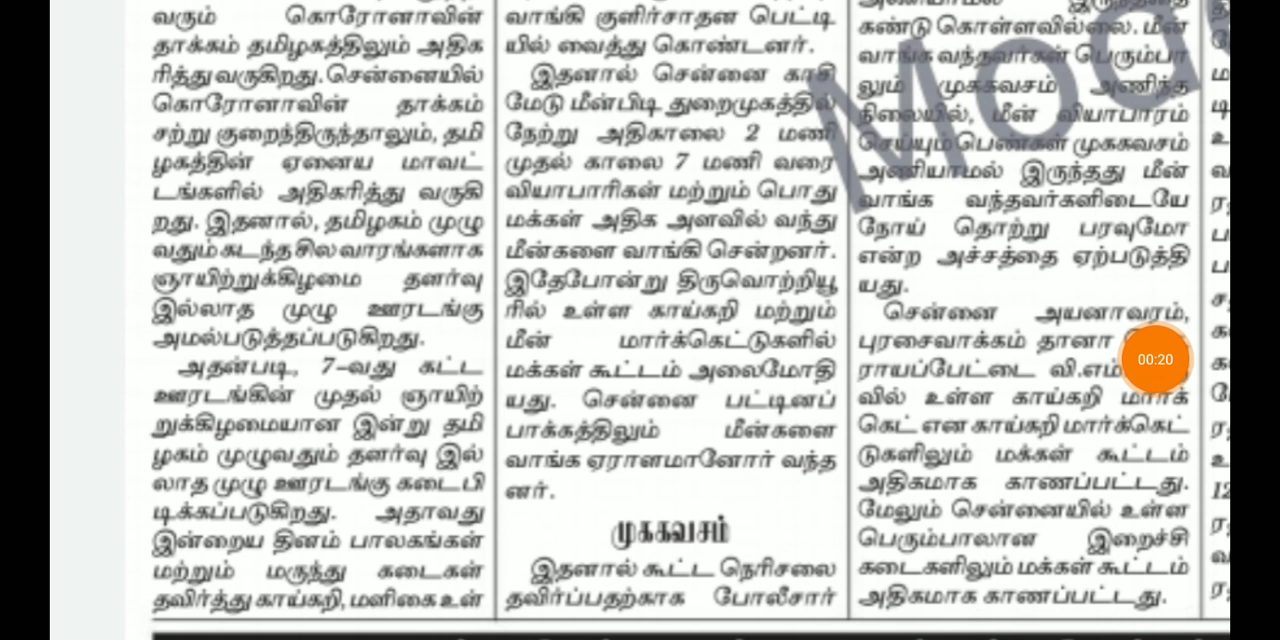 வரும் கொரோனாவின்
தாக்கம் தமிழகத்திலும் அதிக
ரித்து வருகிறது. சென்னையில்
கொரோனாவின் தாக்கம்
சற்று குறைந்திருந்தாலும், தமி
ழகத்தின் ஏனைய மாவட்
டங்களில் அதிகரித்து வருகி
றது. இதனால், தமிழகம் முழு
வதும் கடந்த சில வாரங்களாக
ஞாயிற்றுக்கிழமை தளர்வு
இல்லாத முழு ஊரடங்கு
அமல்படுத்தப்படுகிறது.
அதன்படி, 7-வது கட்ட
ஊரடங்கின் முதல் ஞாயிற்
றுக்கிழமையான இன்று தமி
ழகம் முழுவதும் தளர்வு இல்
லாத முழு ஊரடங்கு கடைபி
டிக்கப்படுகிறது. அதாவது
இன்றைய தினம் பாலகங்கள்
மற்றும் மருந்து கடைகள்
தவிர்த்து காய்கறி, மளிகை உள்
வாங்கி குளிர்சாதன பெட்டி
யில் வைத்து கொண்டனர்.
இதனால் சென்னை காசி
மேடு மீன்பிடி துறைமுகத்தில்
நேற்று அதிகாலை 2 மணி
முதல் காலை 7 மணி வரை
வியாபாரிகள் மற்றும் பொது
மக்கள் அதிக அளவில் வந்து
மீன்களை வாங்கி சென்றனர்.
இதேபோன்று திருவொற்றியூ
ரில் உள்ள காய்கறி மற்றும்
மீன் மார்க்கெட்டுகளில்
மக்கள் கூட்டம் அலைமோதி
யது. சென்னை பட்டினப்
பாக்கத்திலும் மீன்களை
வாங்க ஏராளமானோர் வந்த
னர்.
முககவசம்
இதனால் கூட்ட நெரிசலை
தவிர்ப்பதற்காக போலீசார்
கண்டு கொள்ளவில்லை. மீன்
வாங்க வந்தவர்கள் பெரும்பா
லும் முககவசம் அணிந்த
நிலையில், மீன் வியாபாரம்
செய்யும் பெண்கள் முககவசம்
அணியாமல் இருந்தது மீன்
வாங்க வந்தவர்களிடையே
நோய் தொற்று பரவுமோ
என்ற அச்சத்தை ஏற்படுத்தி
யது.
சென்னை அயனாவரம்,
புரசைவாக்கம் தானா
ராயப்பேட்டை வி.எம்
வில் உள்ள காய்கறி மார்க்
கெட் என காய்கறி மார்க்கெட்
டுகளிலும் மக்கள் கூட்டம்
அதிகமாக காணப்பட்டது.
மேலும் சென்னையில் உள்ள
பெரும்பாலான இறைச்சி
கடைகளிலும் மக்கள் கூட்டம்
அதிகமாக காணப்பட்டது.
00:20